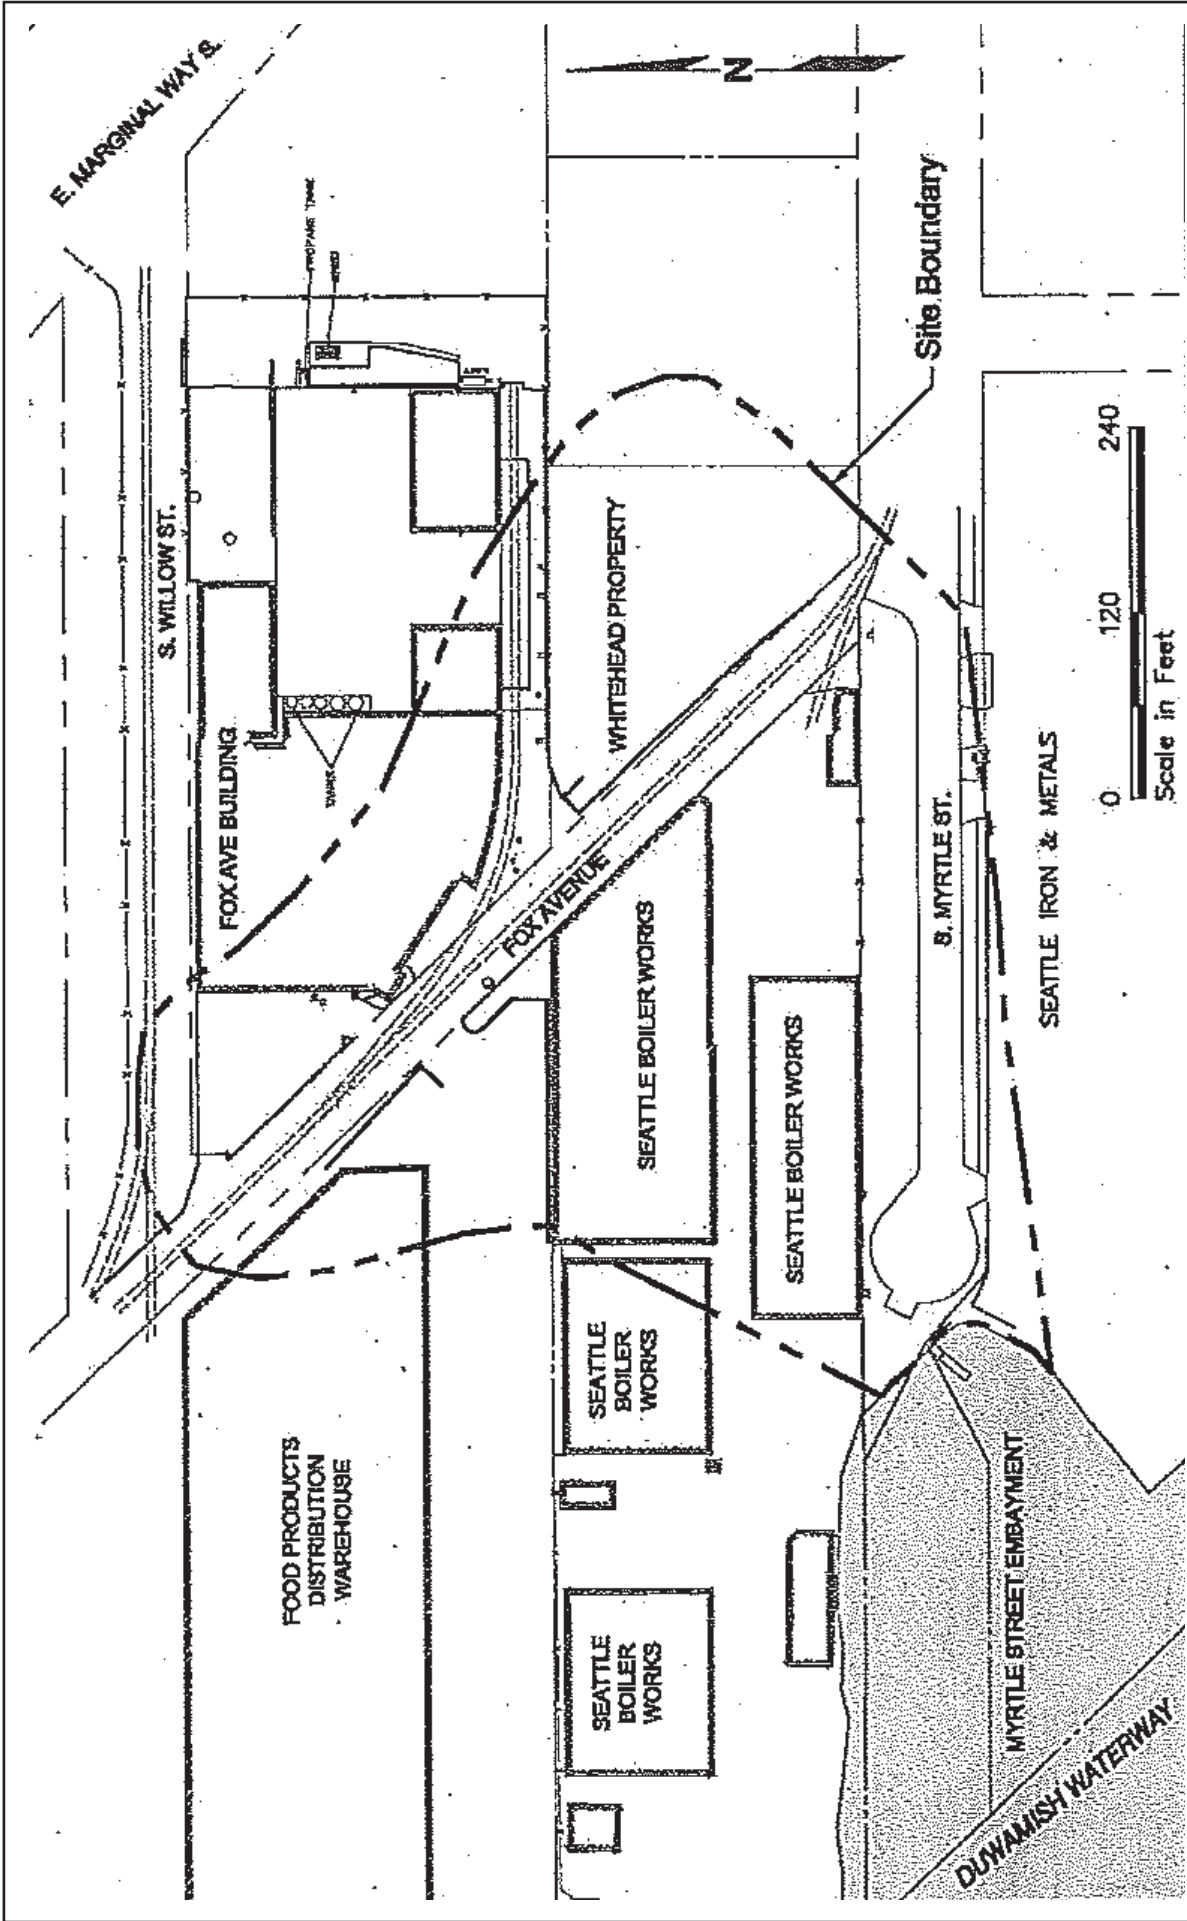 E. MARGINAL WAY S.
S. WILLOW ST.
PROPANE TANK
FOX AVE BUILDING
TANKS
WHITEHEAD PROPERTY
N
Site Boundary
FOX AVENUE
SEATTLE BOILER WORKS
SEATTLE BOILER WORKS
S. MYRTLE ST.
SEATTLE IRON & METALS
FOOD PRODUCTS
DISTRIBUTION
WAREHOUSE
SEATTLE
BOILER
WORKS
SEATTLE
BOILER
WORKS
MYRTLE STREET EMBAYMENT
DUWAMISH WATERWAY
0 120 240
Scale in Feet